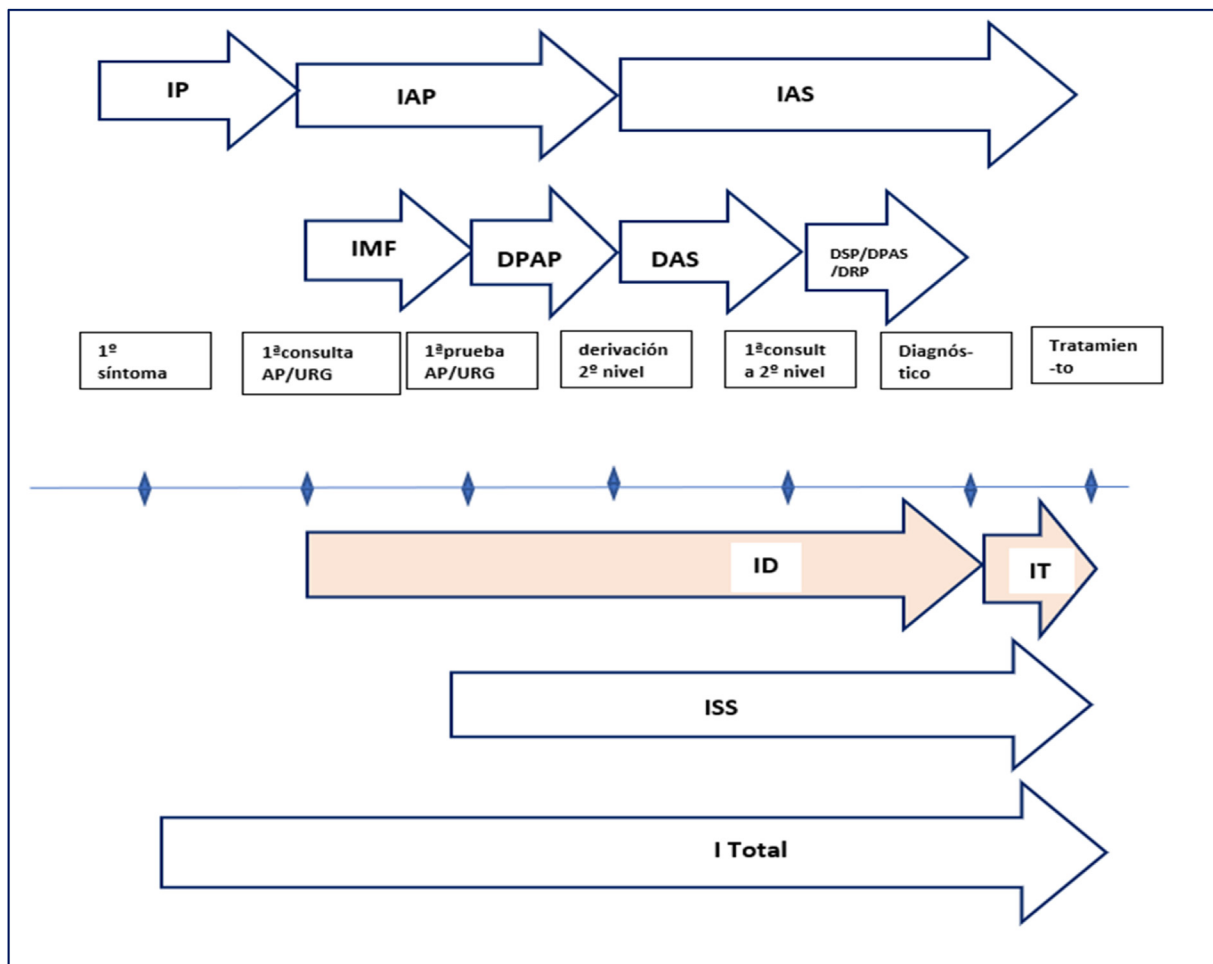 IP
IAP
IAS
IMF
DPAP
DAS
DSP/DPAS
/DRP
1º
síntoma
1ªconsulta
AP/URG
1ªprueba
AP/URG
derivación
2º nivel
1ªconsult
a 2º nivel
Diagnós-
tico
Tratamien
-to
ID
IT
ISS
I Total